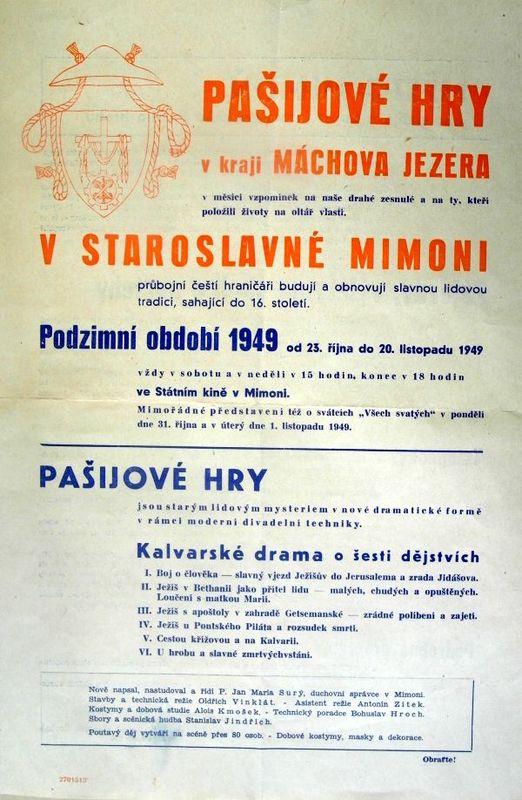 PAŠIJOVÉ HRY
v kraji MÁCHOVA JEZERA
v měsíci vzpomínek na naše drahé zesnulé a na ty, kteří
položili životy na oltář vlasti.
V STAROSLAVNÉ MIMONI
průbojní čeští hraničáři budují a obnovují slavnou lidovou
tradici, sahající do 16. století.
Podzimní období 1949 od 23. října do 20. listopadu 1949
vždy v sobotu a v neděli v 15 hodin, konec v 18 hodin
ve Státním kině v Mimoni.
Mimořádné představení též o svátcích „Všech svatých“ v pondělí
dne 31. října a v úterý dne 1. listopadu 1949.
PAŠIJOVÉ HRY
jsou starým lidovým mysteriem v nové dramatické formě
v rámci moderní divadelní techniky.
Kalvarské drama o šesti dějstvích
I. Boj o člověka — slavný vjezd Ježíšův do Jerusalema a zrada Jidášova.
II. Ježíš v Bethanii jako přítel lidu — malých, chudých a opuštěných.
Loučení s matkou Marií.
III. Ježíš s apoštoly v zahradě Getsemanské — zrádné políbení a zajetí.
IV. Ježíš u Pontského Piláta a rozsudek smrti.
V. Cestou křížovou a na Kalvarii.
VI. U hrobu a slavné zmrtvýchvstání.
Nově napsal, nastudoval a řídí P. Jan Maria Surý, duchovní správce v Mimoni.
Stavby a technická režie Oldřich Vinklát. - Asistent režie Antonín Zítek.
Kostymy a dobová studie Alois Kmošek. - Technický poradce Bohuslav Hroch.
Sbory a scénická hudba Stanislav Jindřich.
Poutavý děj vytváří na scéně přes 80 osob. - Dobové kostymy, masky a dekorace.
Obraťte!